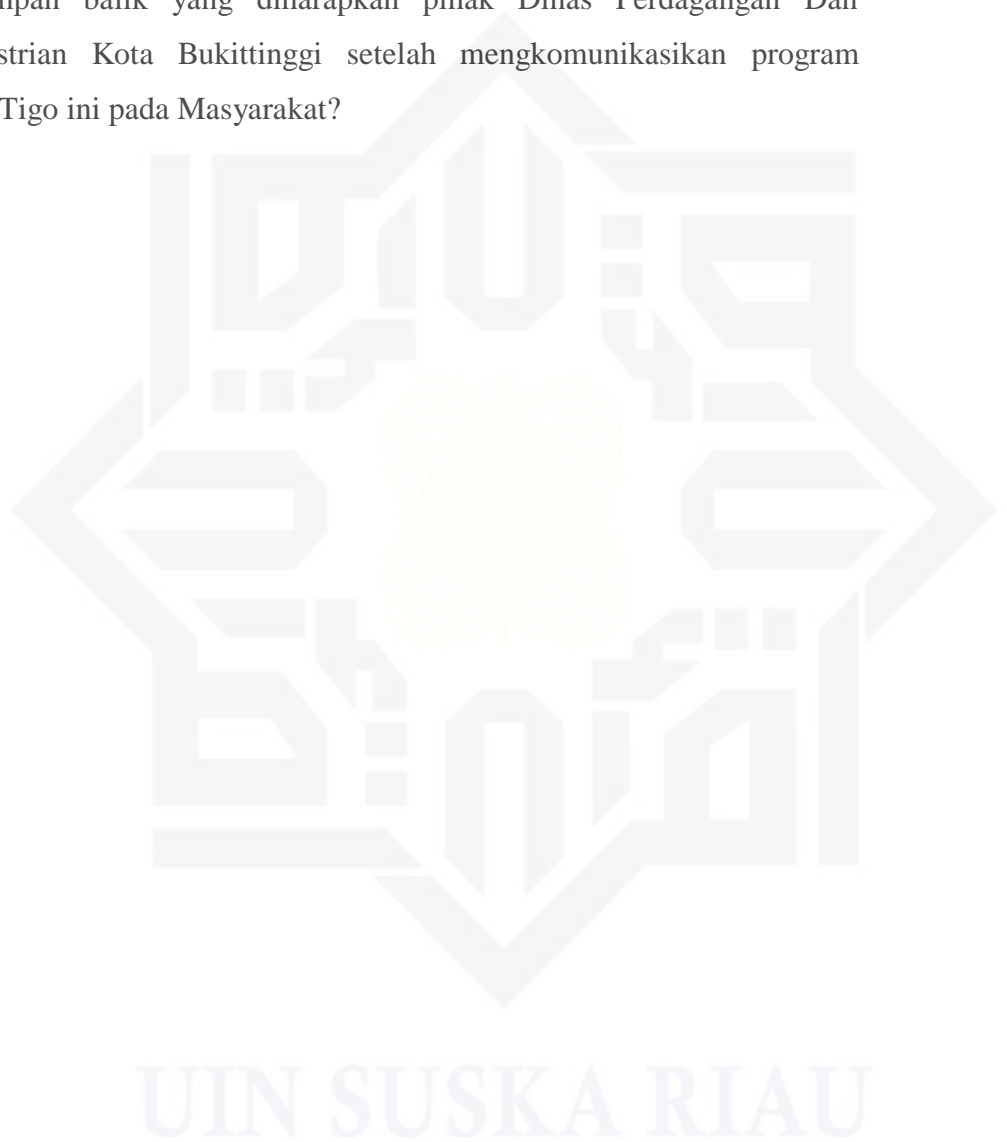 mpan balik yang diharapkan pihak Dinas Perdagangan Dan
strian Kota Bukittinggi setelah mengkomunikasikan program
Tigo ini pada Masyarakat?
UIN SUSKA RIAU